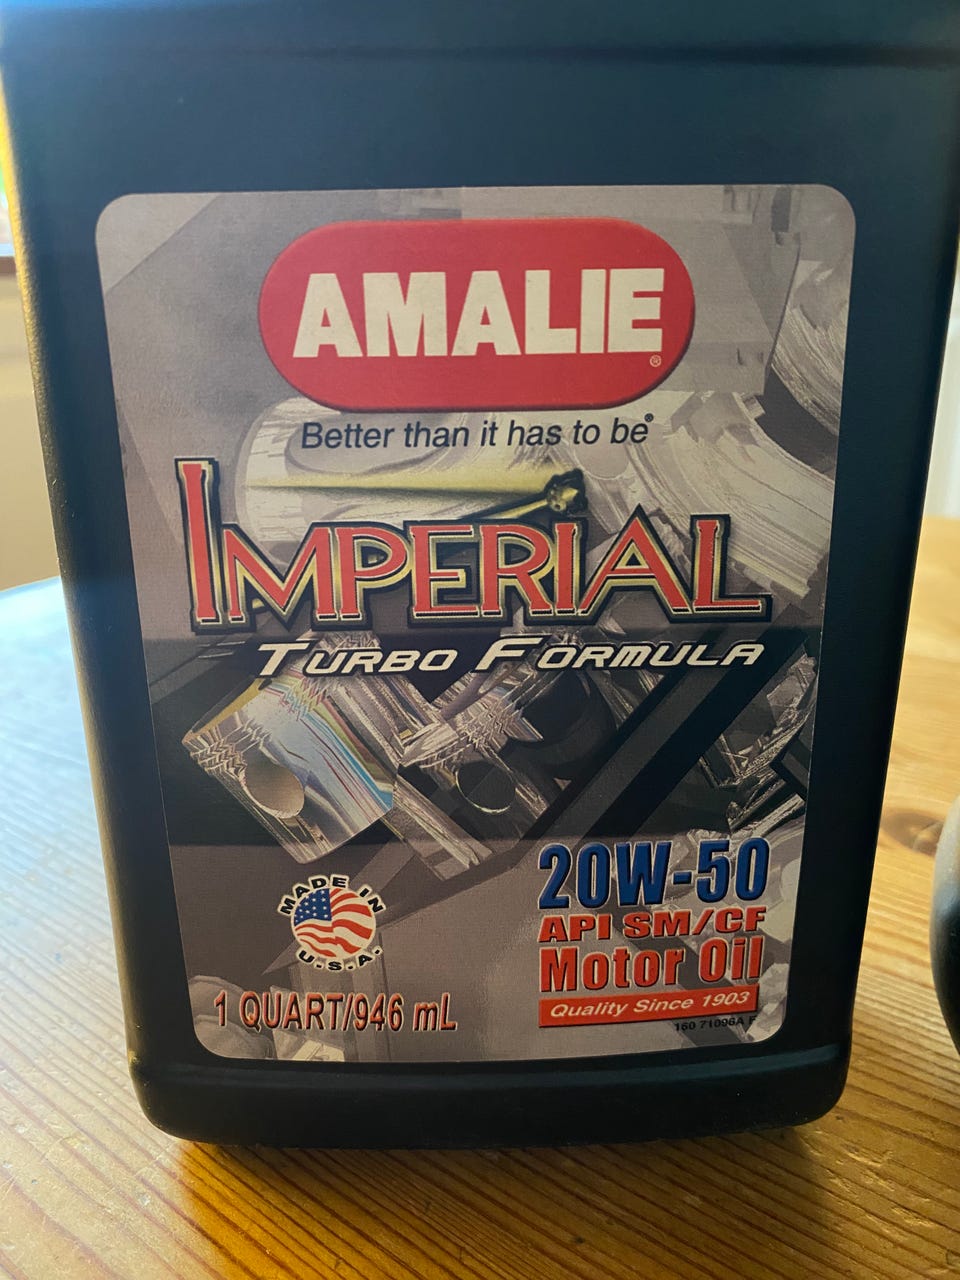 AMALIE®
Better than it has to be®
IMPERIAL
TURBO FORMULA
MADE IN
U.S.A.
1 QUART/946 mL
20W-50
API SM/CF
Motor Oil
Quality Since 1903
160 71096A